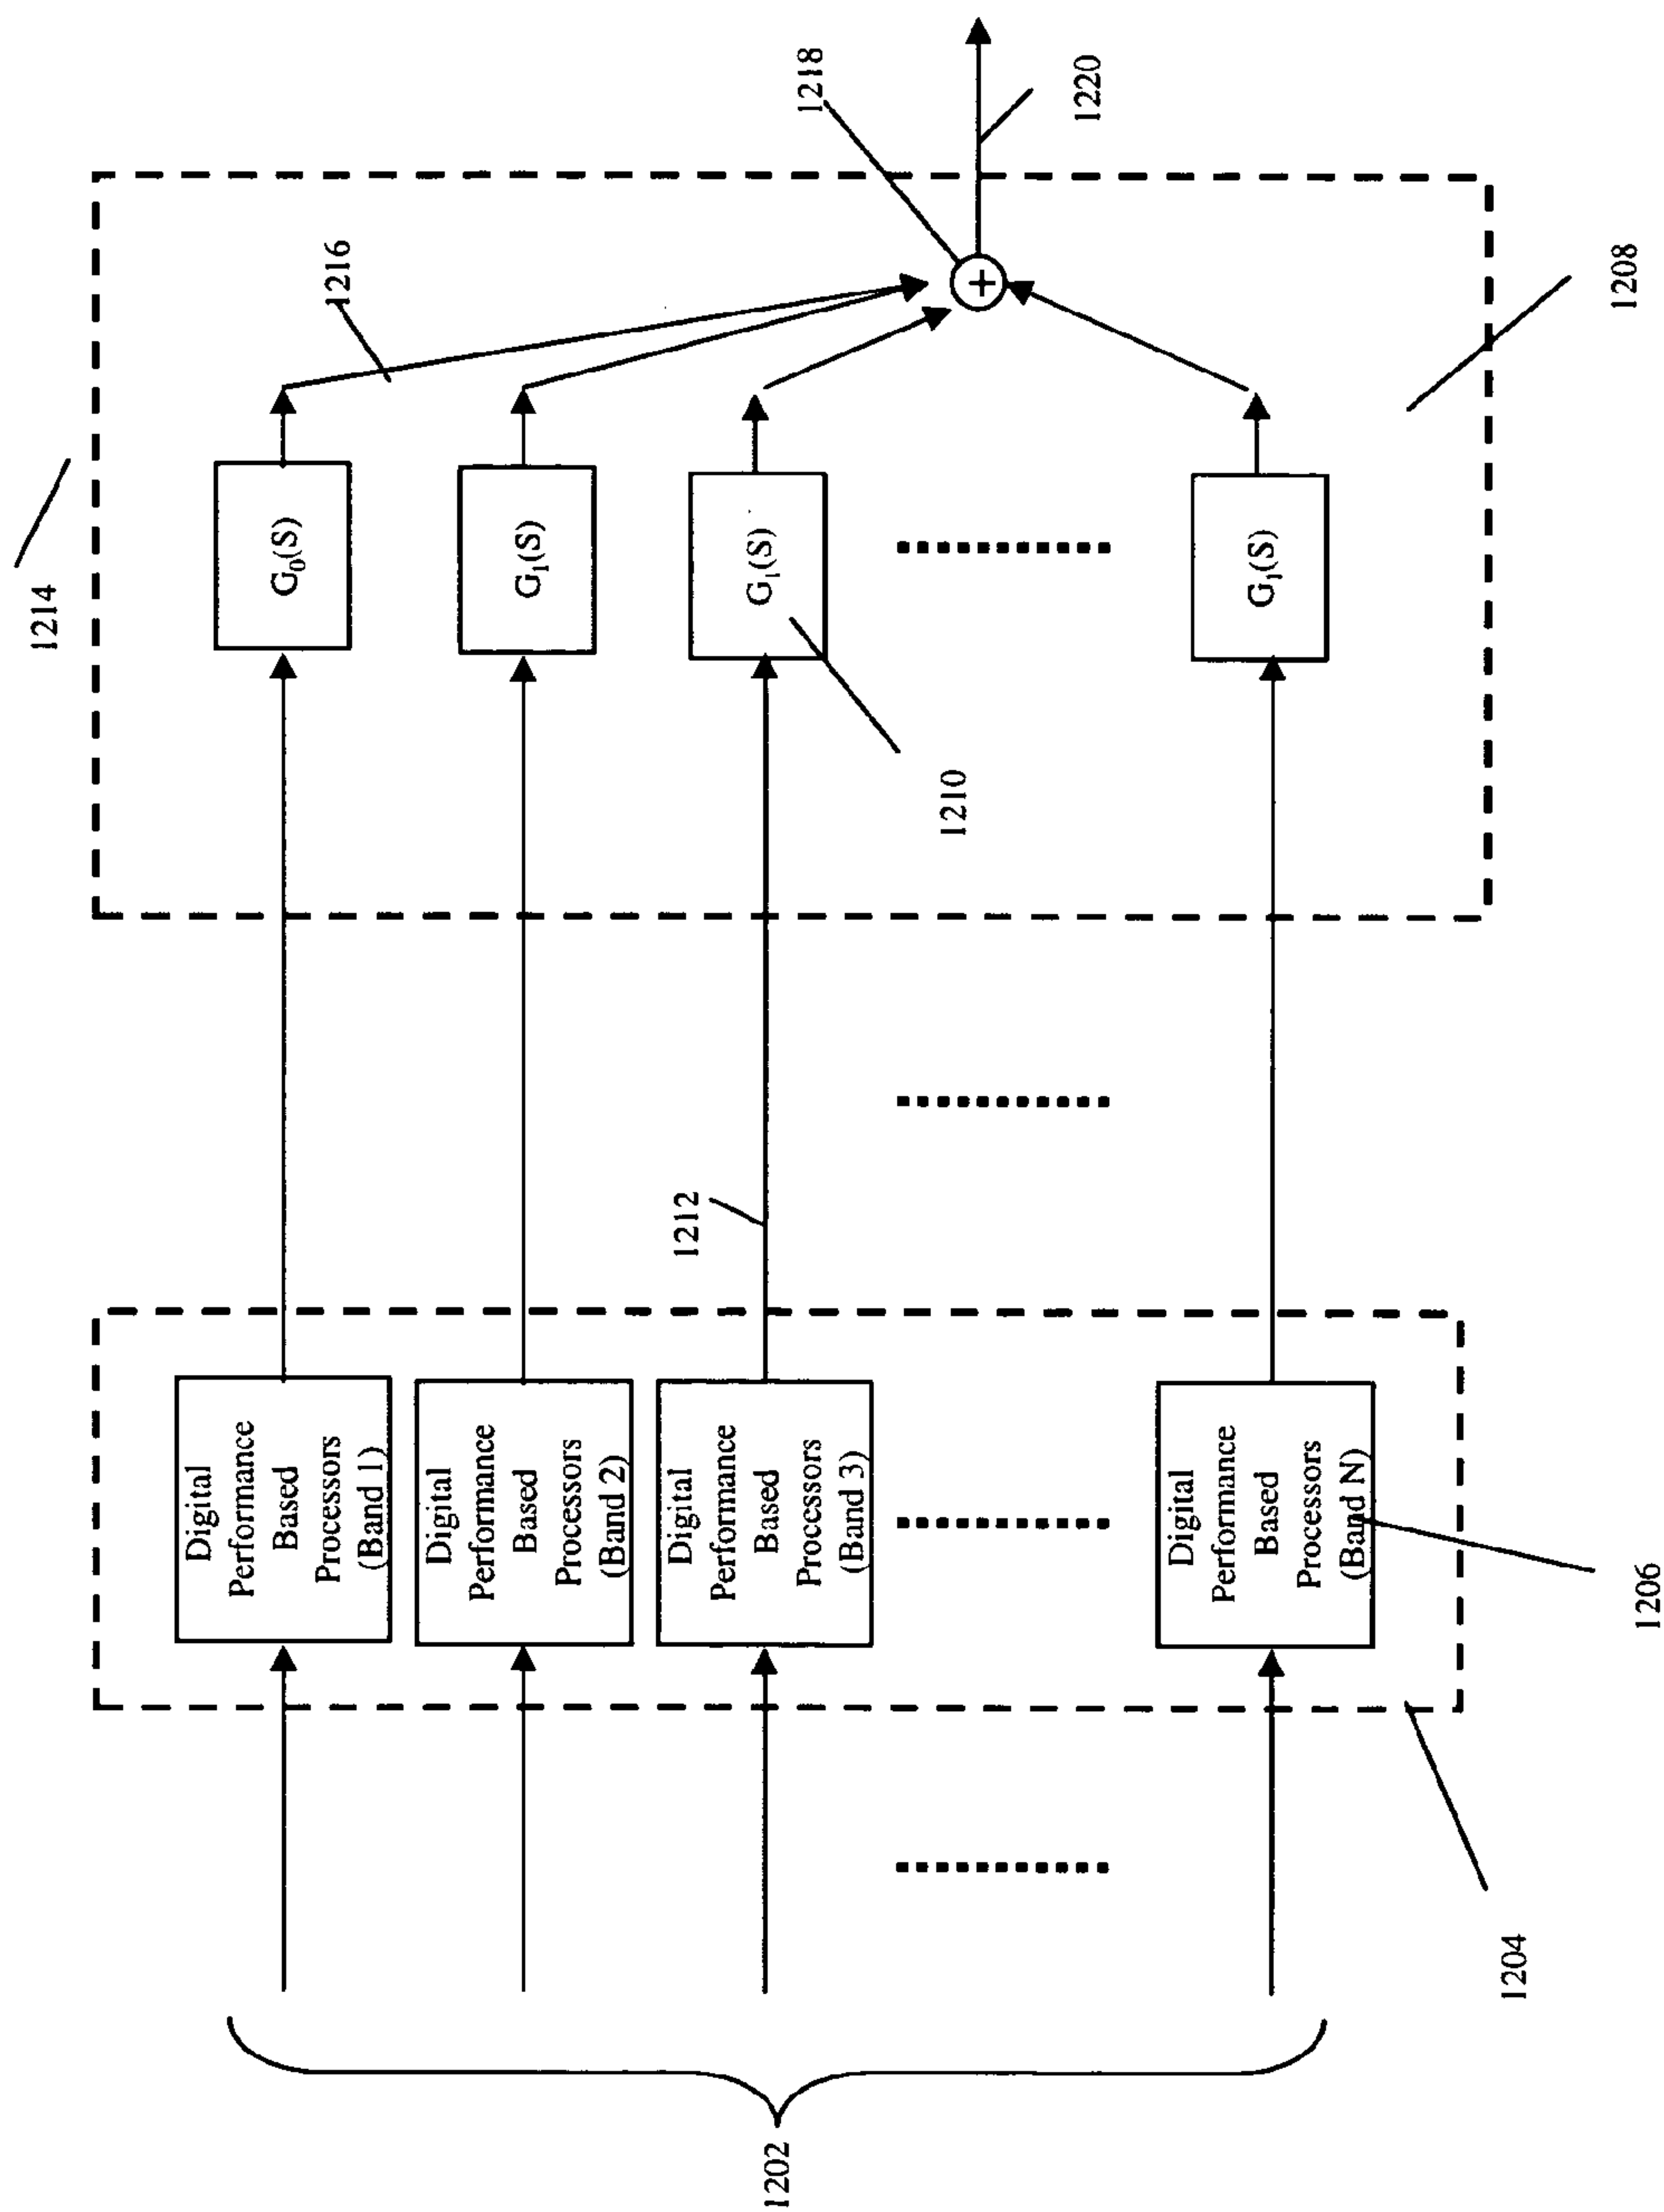 1214
Digital
Performance
Based
Processors
(Band 1)
G₀(S)
1216
Digital
Performance
Based
Processors
(Band 2)
G₁(S)
1212
Digital
Performance
Based
Processors
(Band 3)
G₁(S)
1202
1218
+
1210
1220
Digital
Performance
Based
Processors
(Band N)
G₁(S)
1204
1208
1206